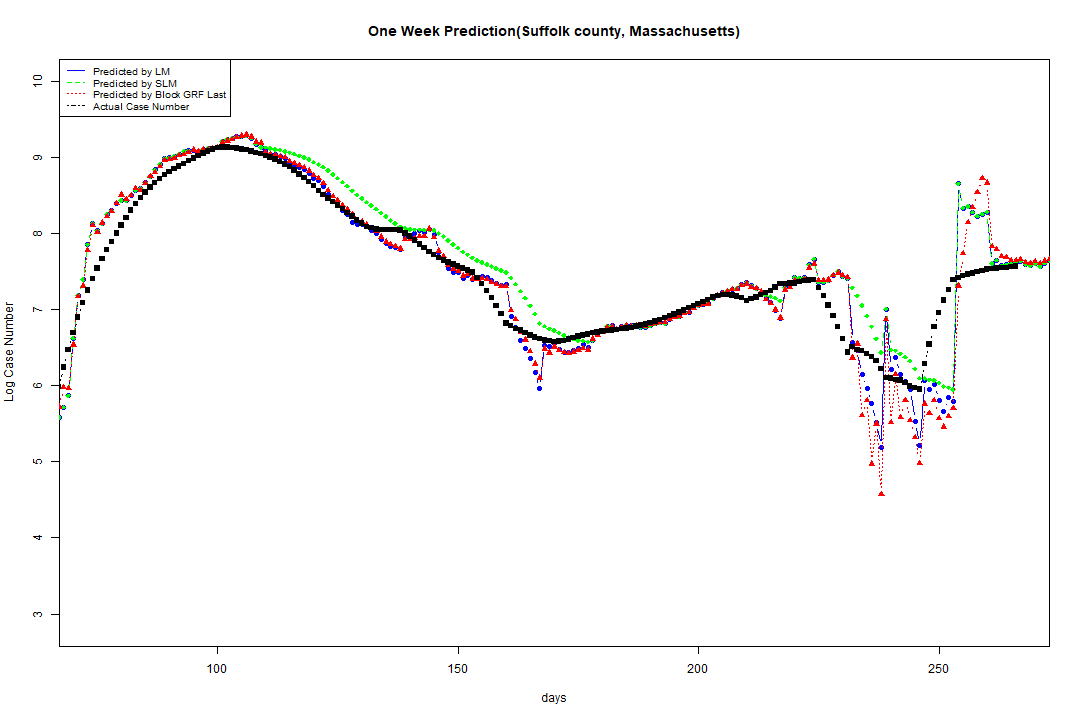 One Week Prediction(Suffolk county, Massachusetts)
Predicted by LM
Predicted by SLM
Predicted by Block GRF Last
Actual Case Number
10
9
8
7
6
5
4
3
Log Case Number
100 150 200 250
days